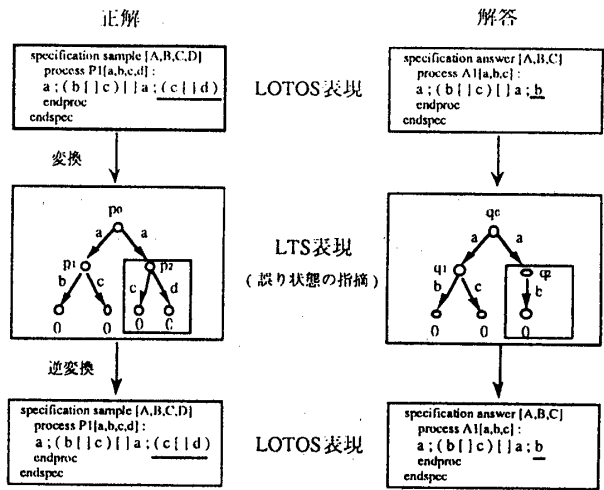 正解
解答
specification sample [A,B,C,D]
process P1[a,b,c,d] :
a ; ( b [ ] c ) [ ] a ; ( c [ ] d )
endproc
endspec
LOTOS表現
specification answer [A,B,C]
process A1[a,b,c] :
a ; ( b [ ] c ) [ ] a ; b
endproc
endspec
変換
p0
a a
p1 p2
b c c d
0 0 0 0
LTS表現
( 誤り状態の指摘 )
q0
a a
q1 q2
b c
0 0 0
逆変換
specification sample [A,B,C,D]
process P1[a,b,c,d] :
a ; ( b [ ] c ) [ ] a ; ( c [ ] d )
endproc
endspec
LOTOS表現
specification answer [A,B,C]
process A1[a,b,c] :
a ; ( b [ ] c ) [ ] a ; b
endproc
endspec